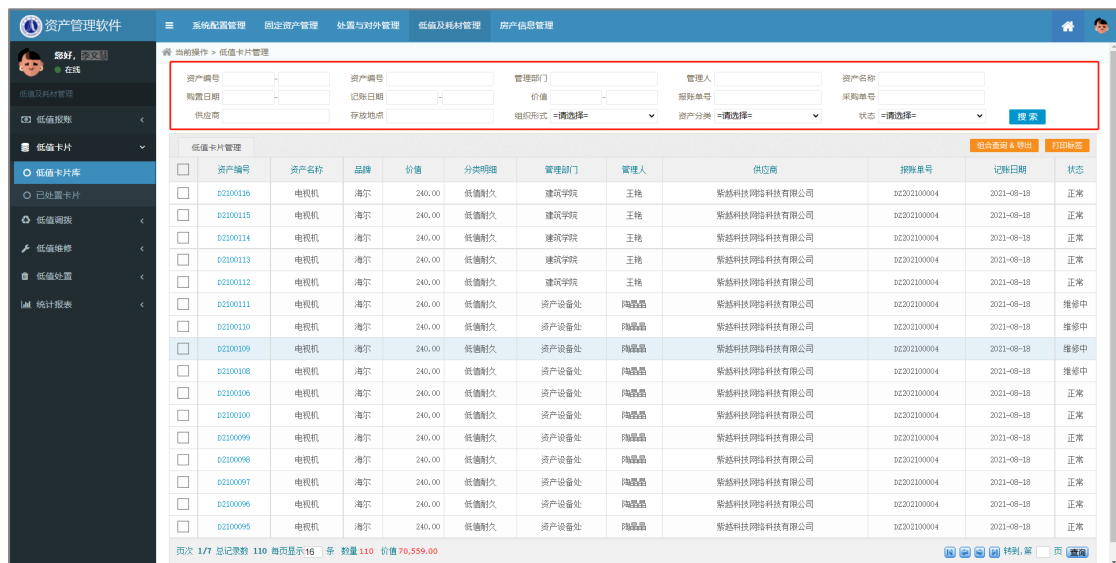 资产管理软件 系统配置管理 固定资产管理 处置与对外管理 低值及耗材管理 房产信息管理
您好,
在线
当前操作 > 低值卡片管理
低值及耗材管理
低值报账
低值卡片
低值卡片库
已处置卡片
低值调拨
低值维修
低值处置
统计报表
资产编号 - 资产编号 管理部门 管理人 资产名称
购置日期 - 记账日期 - 价值 - 报账单号 采购单号
供应商 存放地点 组织形式 =请选择= 资产分类 =请选择= 状态 =请选择= 搜索
低值卡片管理 组合查询 & 导出 打印标签
资产编号 资产名称 品牌 价值 分类明细 管理部门 管理人 供应商 报账单号 记账日期 状态
D2100116 电视机 海尔 240.00 低值耐久 建筑学院 王艳 紫越科技网络科技有限公司 DZ202100004 2021-08-18 正常
D2100115 电视机 海尔 240.00 低值耐久 建筑学院 王艳 紫越科技网络科技有限公司 DZ202100004 2021-08-18 正常
D2100114 电视机 海尔 240.00 低值耐久 建筑学院 王艳 紫越科技网络科技有限公司 DZ202100004 2021-08-18 正常
D2100113 电视机 海尔 240.00 低值耐久 建筑学院 王艳 紫越科技网络科技有限公司 DZ202100004 2021-08-18 正常
D2100112 电视机 海尔 240.00 低值耐久 建筑学院 王艳 紫越科技网络科技有限公司 DZ202100004 2021-08-18 正常
D2100111 电视机 海尔 240.00 低值耐久 资产设备处 陶晶晶 紫越科技网络科技有限公司 DZ202100004 2021-08-18 维修中
D2100110 电视机 海尔 240.00 低值耐久 资产设备处 陶晶晶 紫越科技网络科技有限公司 DZ202100004 2021-08-18 维修中
D2100109 电视机 海尔 240.00 低值耐久 资产设备处 陶晶晶 紫越科技网络科技有限公司 DZ202100004 2021-08-18 维修中
D2100108 电视机 海尔 240.00 低值耐久 资产设备处 陶晶晶 紫越科技网络科技有限公司 DZ202100004 2021-08-18 维修中
D2100106 电视机 海尔 240.00 低值耐久 资产设备处 陶晶晶 紫越科技网络科技有限公司 DZ202100004 2021-08-18 正常
D2100100 电视机 海尔 240.00 低值耐久 资产设备处 陶晶晶 紫越科技网络科技有限公司 DZ202100004 2021-08-18 正常
D2100099 电视机 海尔 240.00 低值耐久 资产设备处 陶晶晶 紫越科技网络科技有限公司 DZ202100004 2021-08-18 正常
D2100098 电视机 海尔 240.00 低值耐久 资产设备处 陶晶晶 紫越科技网络科技有限公司 DZ202100004 2021-08-18 正常
D2100097 电视机 海尔 240.00 低值耐久 资产设备处 陶晶晶 紫越科技网络科技有限公司 DZ202100004 2021-08-18 正常
D2100096 电视机 海尔 240.00 低值耐久 资产设备处 陶晶晶 紫越科技网络科技有限公司 DZ202100004 2021-08-18 正常
D2100095 电视机 海尔 240.00 低值耐久 资产设备处 陶晶晶 紫越科技网络科技有限公司 DZ202100004 2021-08-18 正常
页次 1/7 总记录数 110 每页显示 16 条 数量 110 价值 70,559.00 转到,第 页 查询